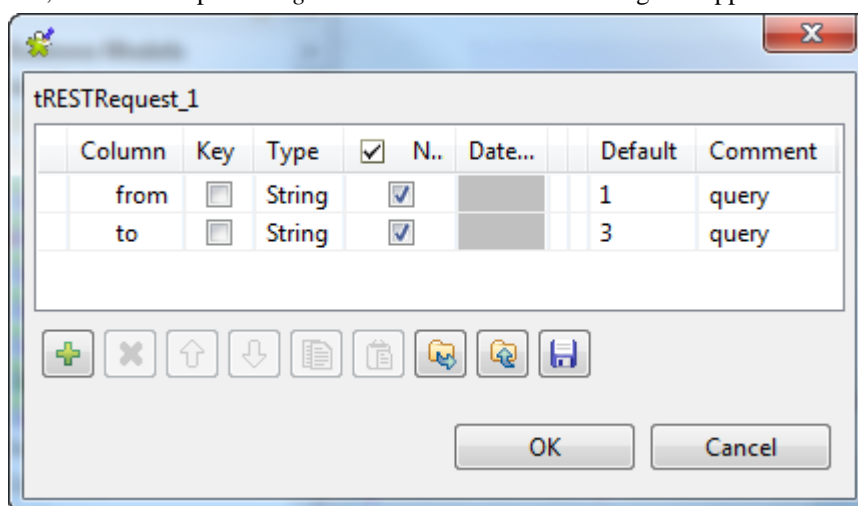 tRESTRequest_1
Column Key Type N.. Date... Default Comment
from String 1 query
to String 3 query
OK Cancel